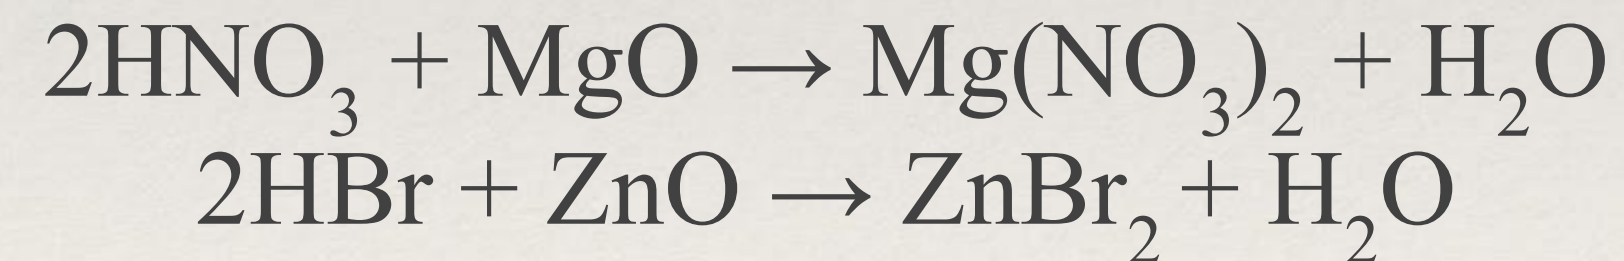 2HNO₃ + MgO → Mg(NO₃)₂ + H₂O
2HBr + ZnO → ZnBr₂ + H₂O